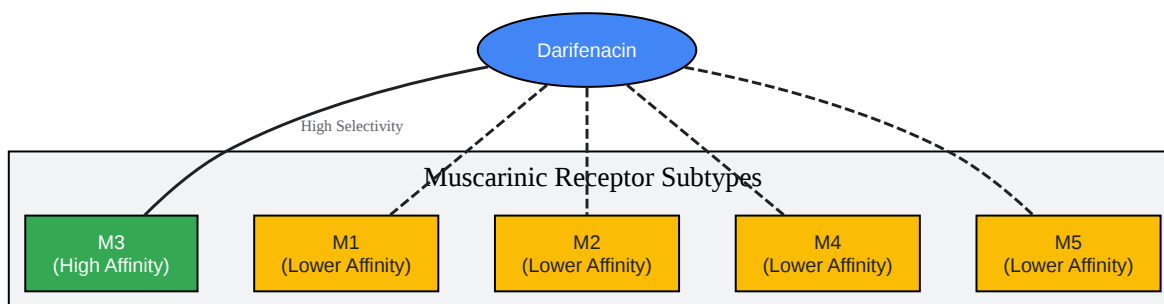 Darifenacin
High Selectivity
Muscarinic Receptor Subtypes
M3
(High Affinity)
M1
(Lower Affinity)
M2
(Lower Affinity)
M4
(Lower Affinity)
M5
(Lower Affinity)